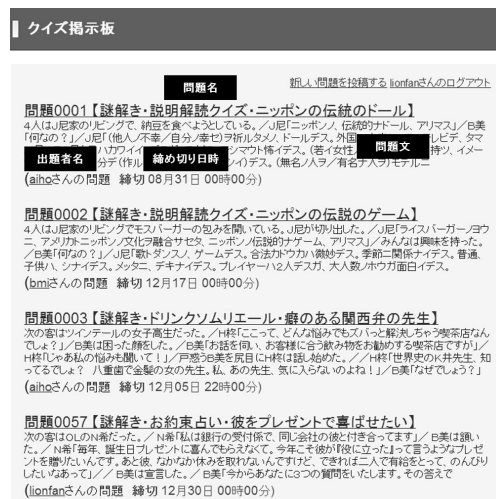 クイズ掲示板
新しい問題を投稿する lionfanさんのログアウト
問題名
問題0001【謎解き・説明解読クイズ・ニッポンの伝統のドール】
4人はJ尼家のリビングで、納豆を食べようとしている。／J尼「ニッポンノ、伝統的ナドール、アリマス」／B美
「何なの？」／J尼「(他人／不幸／自分／幸セ)ヲ祈ルタメノ、ドールデス。外国
問題文
出題者名
締め切り日時
(aihoさんの問題 締切 08月31日 00時00分)
問題0002【謎解き・説明解読クイズ・ニッポンの伝説のゲーム】
4人はJ尼家のリビングでモスバーガーの包みを開いている。J尼が切り出した。／J尼「ライスバーガーノヨウ
ニ、アメリカトニッポンノ文化ヲ融合サセタ、ニッポンノ伝説的ナゲーム、アリマス」／みんなは興味を持った。
／B美「何なの？」／J尼「歌トダンスノ、ゲームデス。合法カドウカハ微妙デス。季節ニ関係ナイデス。普通、
子供ハ、シナイデス。メッタニ、デキナイデス。プレイヤーハ2人デスガ、大人数ノホウガ面白イデス。
(bmiさんの問題 締切 12月17日 00時00分)
問題0003【謎解き・ドリンクソムリエール・癖のある関西弁の先生】
次の客はツインテールの女子高生だった。／H柊「ここって、どんな悩みでもズバっと解決しちゃう喫茶店なん
でしょ？」／B美は困った顔をした。／B美「お話を伺い、お客様に合う飲み物をお勧めする喫茶店ですが」／
H柊「じゃあ私の悩みも聞いて！」／戸惑うB美を尻目にH柊は話し始めた。／／H柊「世界史のK井先生、知
ってるでしょ？ 八重歯で金髪の女の先生。私、あの先生、気に入らないのよね！」／B美「なぜでしょう？」
(aihoさんの問題 締切 12月05日 22時00分)
問題0057【謎解き・お約束占い・彼をプレゼントで喜ばせたい】
次の客はOLのN希だった。／N希「私は銀行の受付係で、同じ会社の彼と付き合ってます」／B美は頷い
た。／N希「毎年、誕生日プレゼントに喜んでもらえなくて。今年こそ彼が『役に立った』って言うようなプレゼ
ントを贈りたいんです。あと彼、なかなか休みを取れないんですけど、できれば二人で有給をとって、のんびり
したいなあって」／／B美は宣言した。／B美「今からあなたに3つの質問をいたします。その答えで
(lionfanさんの問題 締切 12月30日 00時00分)